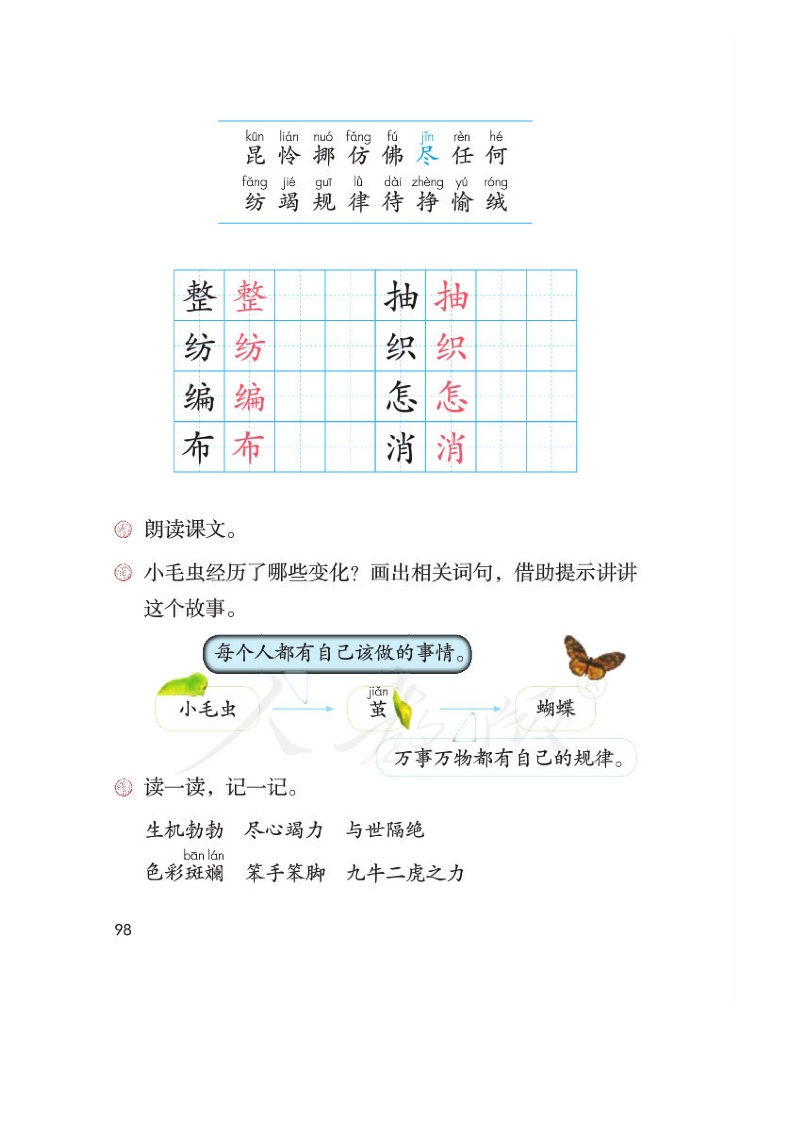 kūn lián nuó fǎng fú jǐn rèn hé
昆 怜 挪 仿 佛 尽 任 何
fǎng jié guī lǜ dài zhèng yú róng
纺 竭 规 律 待 挣 愉 绒
整 整 抽 抽
纺 纺 织 织
编 编 怎 怎
布 布 消 消
朗读课文。
小毛虫经历了哪些变化？画出相关词句，借助提示讲讲
这个故事。
每个人都有自己该做的事情。
jiǎn
小毛虫 茧 蝴蝶
万事万物都有自己的规律。
读一读，记一记。
生机勃勃 尽心竭力 与世隔绝
bān lán
色彩斑斓 笨手笨脚 九牛二虎之力
98
人教版